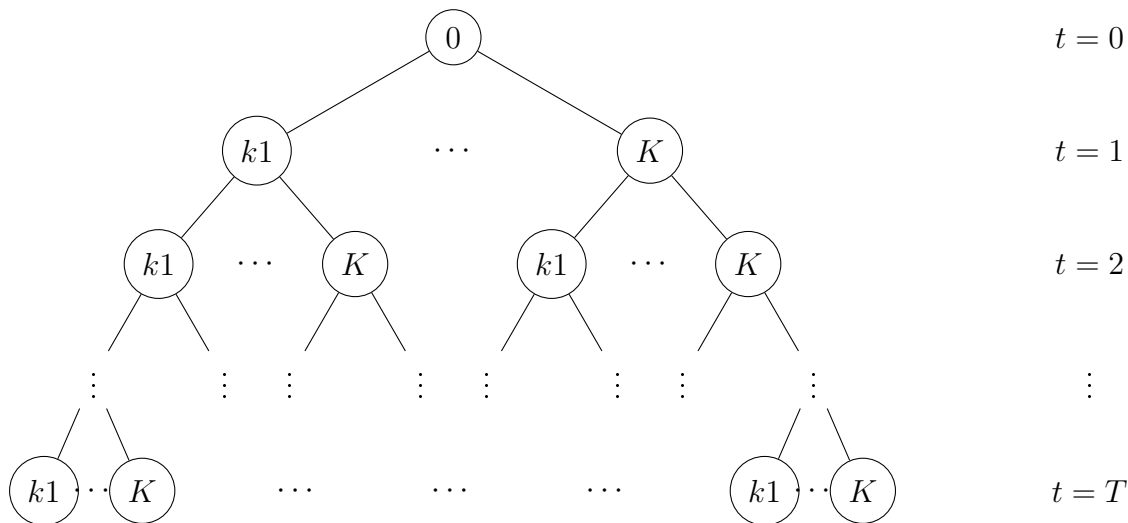 0 t = 0
k1 ⋯ K t = 1
k1 ⋯ K k1 ⋯ K t = 2
⋮ ⋮ ⋮ ⋮ ⋮ ⋮ ⋮ ⋮ ⋮
k1 ⋯ K ⋯ ⋯ ⋯ k1 ⋯ K t = T